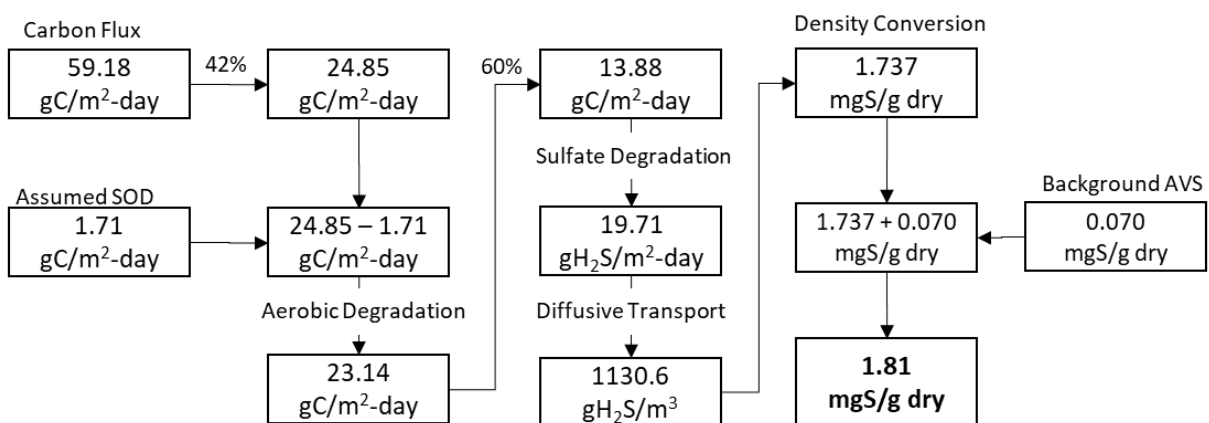 Carbon Flux
59.18
gC/m²-day
42%
24.85
gC/m²-day
Assumed SOD
1.71
gC/m²-day
24.85 – 1.71
gC/m²-day
Aerobic Degradation
23.14
gC/m²-day
60%
13.88
gC/m²-day
Sulfate Degradation
19.71
gH₂S/m²-day
Diffusive Transport
1130.6
gH₂S/m³
Density Conversion
1.737
mgS/g dry
1.737 + 0.070
mgS/g dry
Background AVS
0.070
mgS/g dry
1.81
mgS/g dry